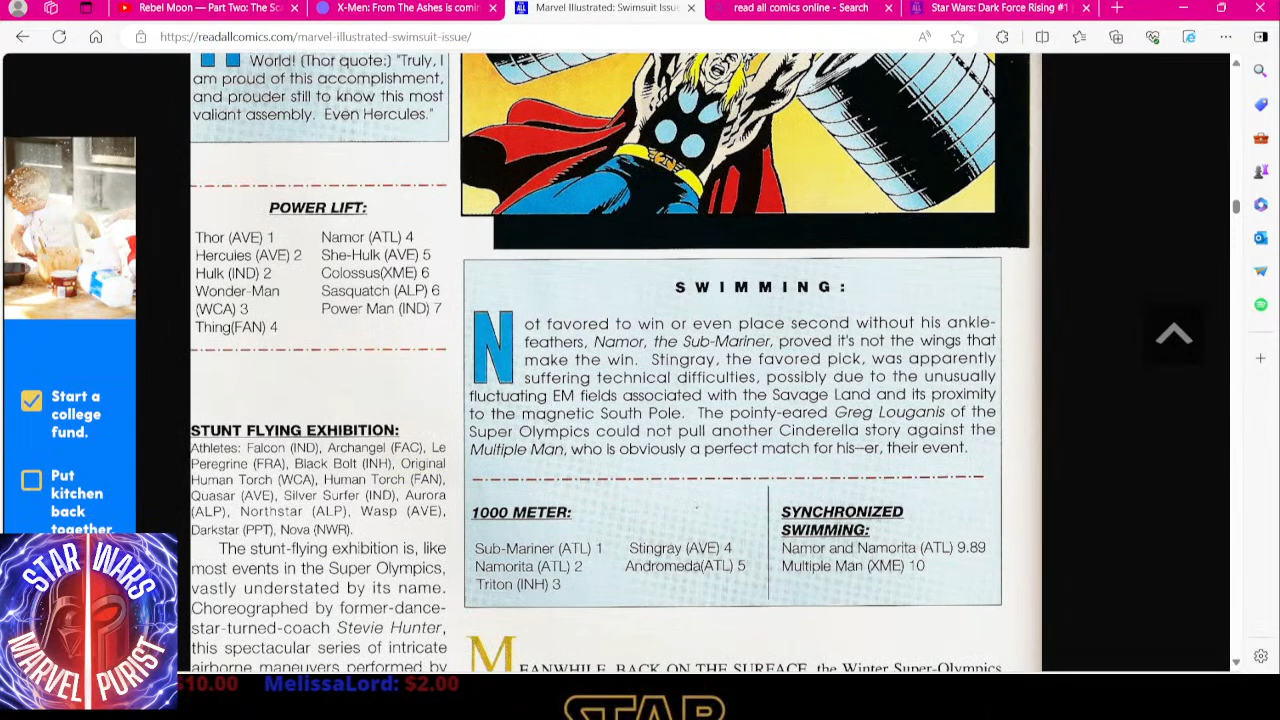 Rebel Moon — Part Two: The Sca
X-Men: From The Ashes is comin
Marvel Illustrated: Swimsuit Issue
read all comics online - Search
Star Wars: Dark Force Rising #1
https://readallcomics.com/marvel-illustrated-swimsuit-issue/
World! (Thor quote:) "Truly, I
am proud of this accomplishment,
and prouder still to know this most
valiant assembly. Even Hercules."
POWER LIFT:
Thor (AVE) 1
Hercules (AVE) 2
Hulk (IND) 2
Wonder-Man
(WCA) 3
Thing(FAN) 4
Namor (ATL) 4
She-Hulk (AVE) 5
Colossus(XME) 6
Sasquatch (ALP) 6
Power Man (IND) 7
STUNT FLYING EXHIBITION:
Athletes: Falcon (IND), Archangel (FAC), Le
Peregrine (FRA), Black Bolt (INH), Original
Human Torch (WCA), Human Torch (FAN),
Quasar (AVE), Silver Surfer (IND), Aurora
(ALP), Northstar (ALP), Wasp (AVE),
Darkstar (PPT), Nova (NWR).
The stunt-flying exhibition is, like
most events in the Super Olympics,
vastly understated by its name.
Choreographed by former-dance-
star-turned-coach Stevie Hunter,
this spectacular series of intricate
airborne maneuvers performed by
SWIMMING:
Not favored to win or even place second without his ankle-
feathers, Namor, the Sub-Mariner, proved it's not the wings that
make the win. Stingray, the favored pick, was apparently
suffering technical difficulties, possibly due to the unusually
fluctuating EM fields associated with the Savage Land and its proximity
to the magnetic South Pole. The pointy-eared Greg Louganis of the
Super Olympics could not pull another Cinderella story against the
Multiple Man, who is obviously a perfect match for his—er, their event.
1000 METER:
Sub-Mariner (ATL) 1
Namorita (ATL) 2
Triton (INH) 3
Stingray (AVE) 4
Andromeda(ATL) 5
SYNCHRONIZED
SWIMMING:
Namor and Namorita (ATL) 9.89
Multiple Man (XME) 10
MEANWHILE, BACK ON THE SURFACE, the Winter Super-Olympics
Start a
college
fund.
Put
kitchen
back
together.
STAR WARS
MARVEL PURIST
$10.00 MelissaLord: $2.00
STAR